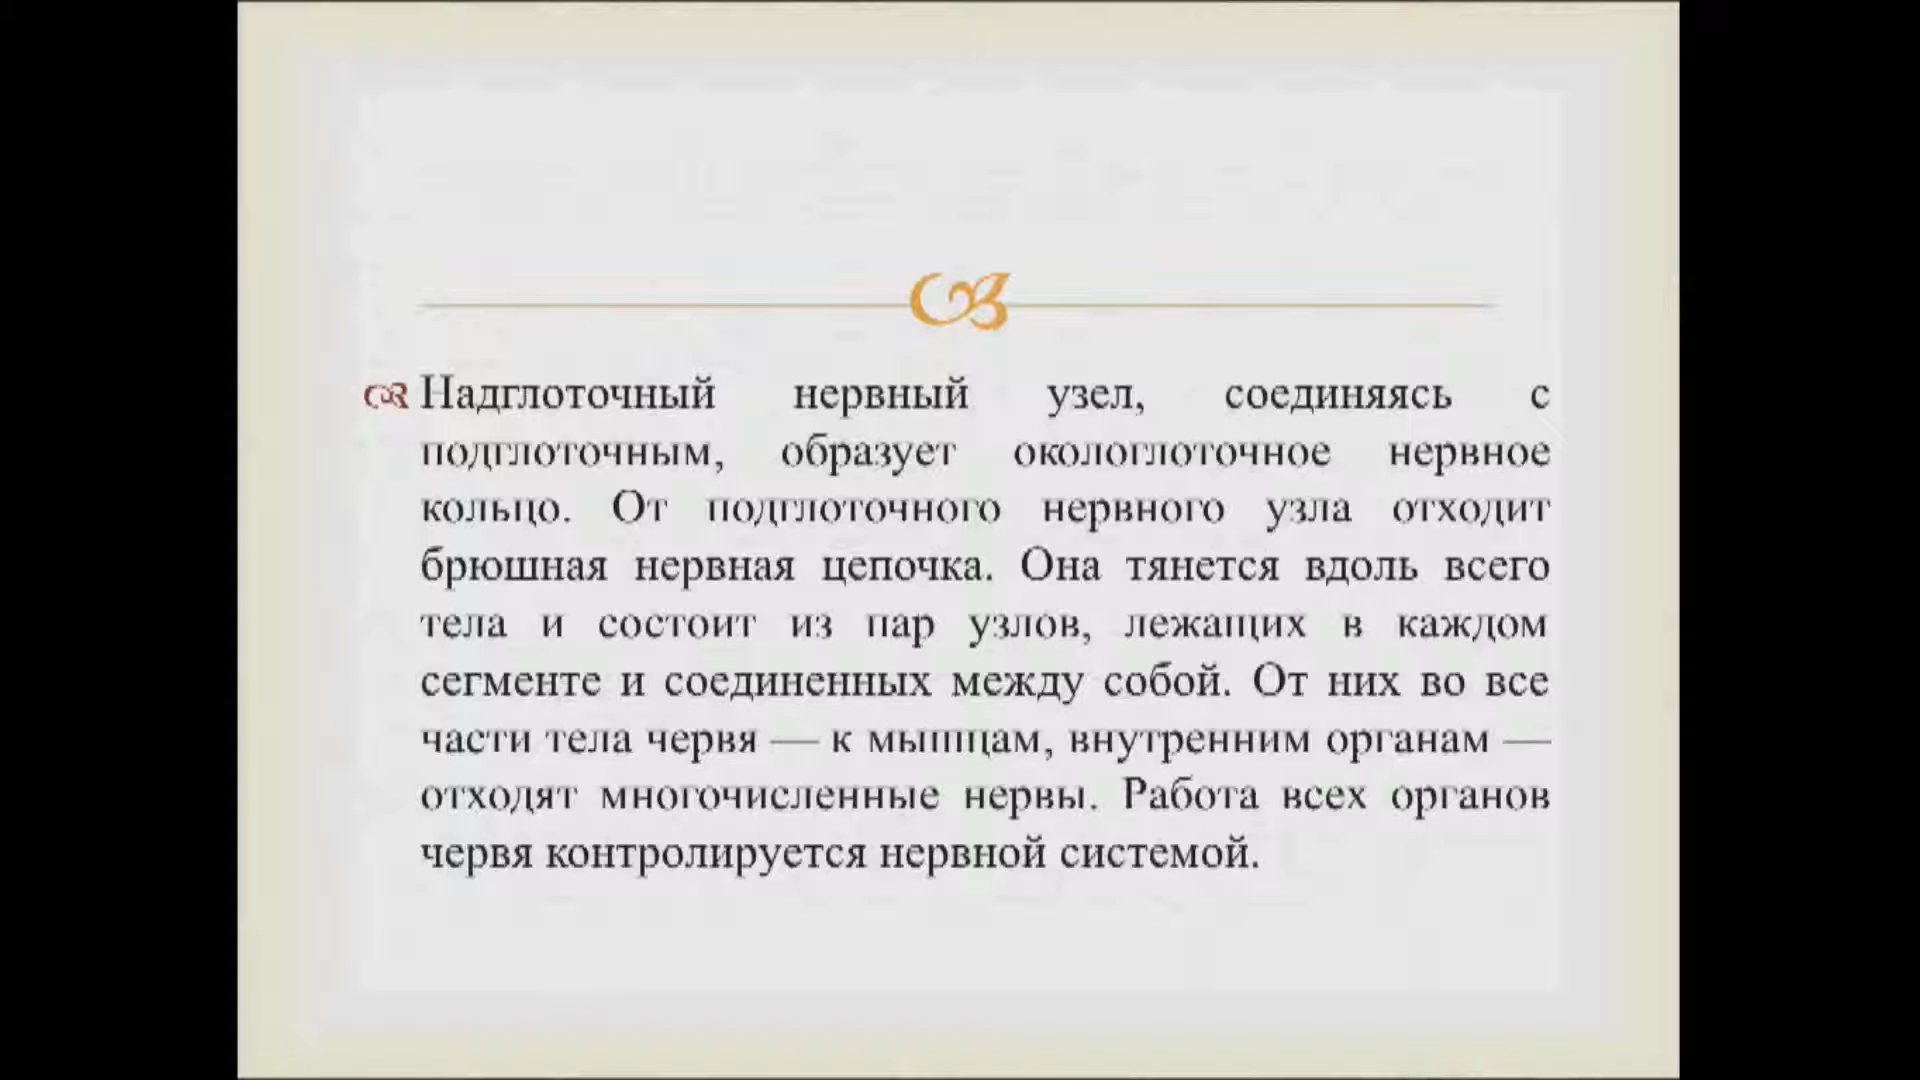 Надглоточный нервный узел, соединяясь с
подглоточным, образует окологлоточное нервное
кольцо. От подглоточного нервного узла отходит
брюшная нервная цепочка. Она тянется вдоль всего
тела и состоит из пар узлов, лежащих в каждом
сегменте и соединенных между собой. От них во все
части тела червя — к мышцам, внутренним органам —
отходят многочисленные нервы. Работа всех органов
червя контролируется нервной системой.